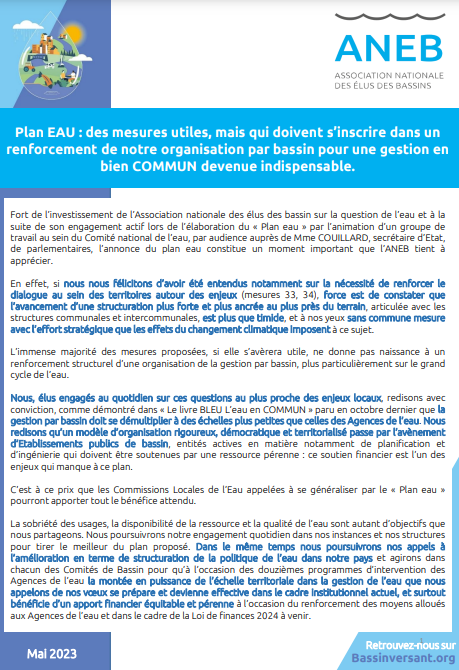 ANEB
ASSOCIATION NATIONALE
DES ÉLUS DES BASSINS
Plan EAU : des mesures utiles, mais qui doivent s’inscrire dans un
renforcement de notre organisation par bassin pour une gestion en
bien COMMUN devenue indispensable.
Fort de l’investissement de l’Association nationale des élus des bassin sur la question de l’eau et à la
suite de son engagement actif lors de l’élaboration du « Plan eau » par l’animation d’un groupe de
travail au sein du Comité national de l’eau, par audience auprès de Mme COUILLARD, secrétaire d’Etat,
de parlementaires, l’annonce du plan eau constitue un moment important que l’ANEB tient à
apprécier.
En effet, si nous nous félicitons d’avoir été entendus notamment sur la nécessité de renforcer le
dialogue au sein des territoires autour des enjeux (mesures 33, 34), force est de constater que
l’avancement d’une structuration plus forte et plus ancrée au plus près du terrain, articulée avec les
structures communales et intercommunales, est plus que timide, et à nos yeux sans commune mesure
avec l’effort stratégique que les effets du changement climatique imposent à ce sujet.
L’immense majorité des mesures proposées, si elle s’avèrera utile, ne donne pas naissance à un
renforcement structurel d’une organisation de la gestion par bassin, plus particulièrement sur le grand
cycle de l’eau.
Nous, élus engagés au quotidien sur ces questions au plus proche des enjeux locaux, redisons avec
conviction, comme démontré dans « Le livre BLEU L’eau en COMMUN » paru en octobre dernier que la
gestion par bassin doit se démultiplier à des échelles plus petites que celles des Agences de l’eau. Nous
redisons qu’un modèle d’organisation rigoureux, démocratique et territorialisé passe par l’avènement
d’Etablissements publics de bassin, entités actives en matière notamment de planification et
d’ingénierie qui doivent être soutenues par une ressource pérenne : ce soutien financier est l’un des
enjeux qui manque à ce plan.
C’est à ce prix que les Commissions Locales de l’Eau appelées à se généraliser par le « Plan eau »
pourront apporter tout le bénéfice attendu.
La sobriété des usages, la disponibilité de la ressource et la qualité de l’eau sont autant d’objectifs que
nous partageons. Nous poursuivons notre engagement quotidien dans nos instances et nos structures
pour tirer le meilleur du plan proposé. Dans le même temps nous poursuivons nos appels à
l’amélioration en terme de structuration de la politique de l’eau dans notre pays et agirons dans
chacun des Comités de Bassin pour qu’à l’occasion des douzièmes programmes d’intervention des
Agences de l’eau la montée en puissance de l’échelle territoriale dans la gestion de l’eau que nous
appelons de nos vœux se prépare et devienne effective dans le cadre institutionnel actuel, et surtout
bénéficie d’un apport financier équitable et pérenne à l’occasion du renforcement des moyens alloués
aux Agences de l’eau et dans le cadre de la Loi de finances 2024 à venir.
Mai 2023
Retrouvez-nous sur
Bassinversant.org